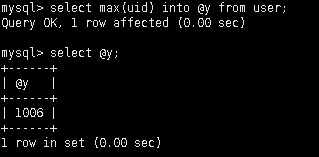 mysql> select max(uid) into @y from user;
Query OK, 1 row affected (0.00 sec)
mysql> select @y;
+------+
| @y   |
+------+
| 1006 |
+------+
1 row in set (0.00 sec)